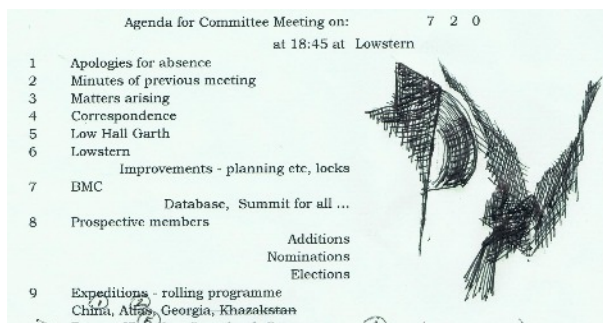 Agenda for Committee Meeting on: 7 2 0
at 18:45 at Lowstern
1 Apologies for absence
2 Minutes of previous meeting
3 Matters arising
4 Correspondence
5 Low Hall Garth
6 Lowstern
Improvements - planning etc, locks
7 BMC
Database, Summit for all ...
8 Prospective members
Additions
Nominations
Elections
9 Expeditions - rolling programme
China, Atlas, Georgia, Khazakstan